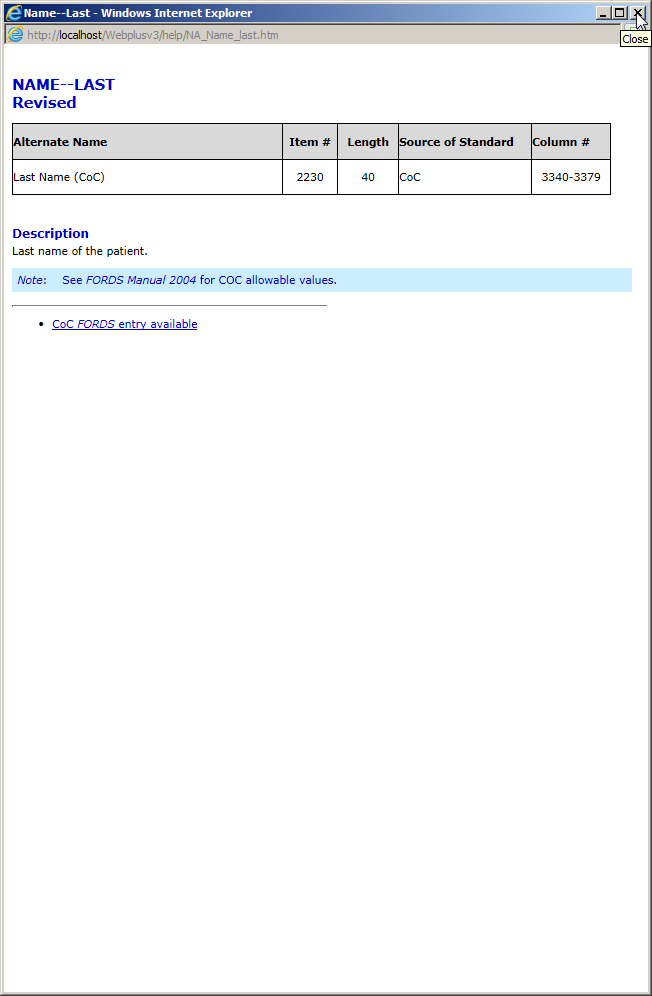 Name--Last - Windows Internet Explorer
http://localhost/Webplusv3/help/NA_Name_last.htm
Close
NAME--LAST
Revised
Alternate Name Item # Length Source of Standard Column #
Last Name (CoC) 2230 40 CoC 3340-3379
Description
Last name of the patient.
Note: See FORDS Manual 2004 for COC allowable values.
• CoC FORDS entry available